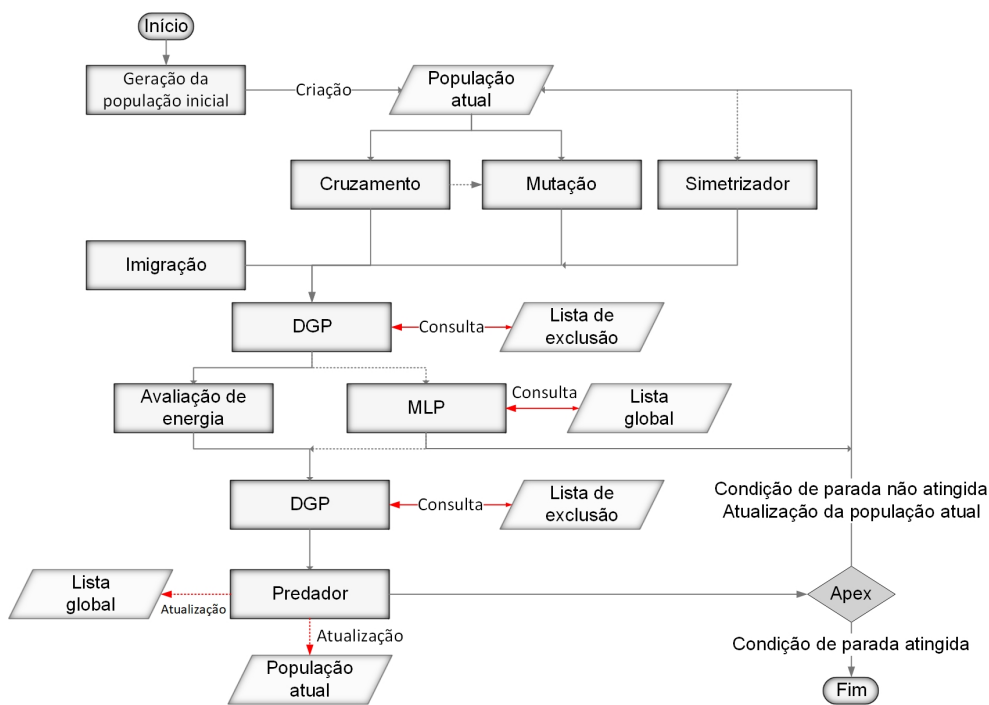 Início
Geração da
população inicial
Criação
População
atual
Cruzamento
Mutação
Simetrizador
Imigração
DGP
Consulta
Lista de
exclusão
Avaliação de
energia
MLP
Consulta
Lista
global
DGP
Consulta
Lista de
exclusão
Condição de parada não atingida
Atualização da população atual
Lista
global
Atualização
Predador
Apex
Atualização
População
atual
Condição de parada atingida
Fim